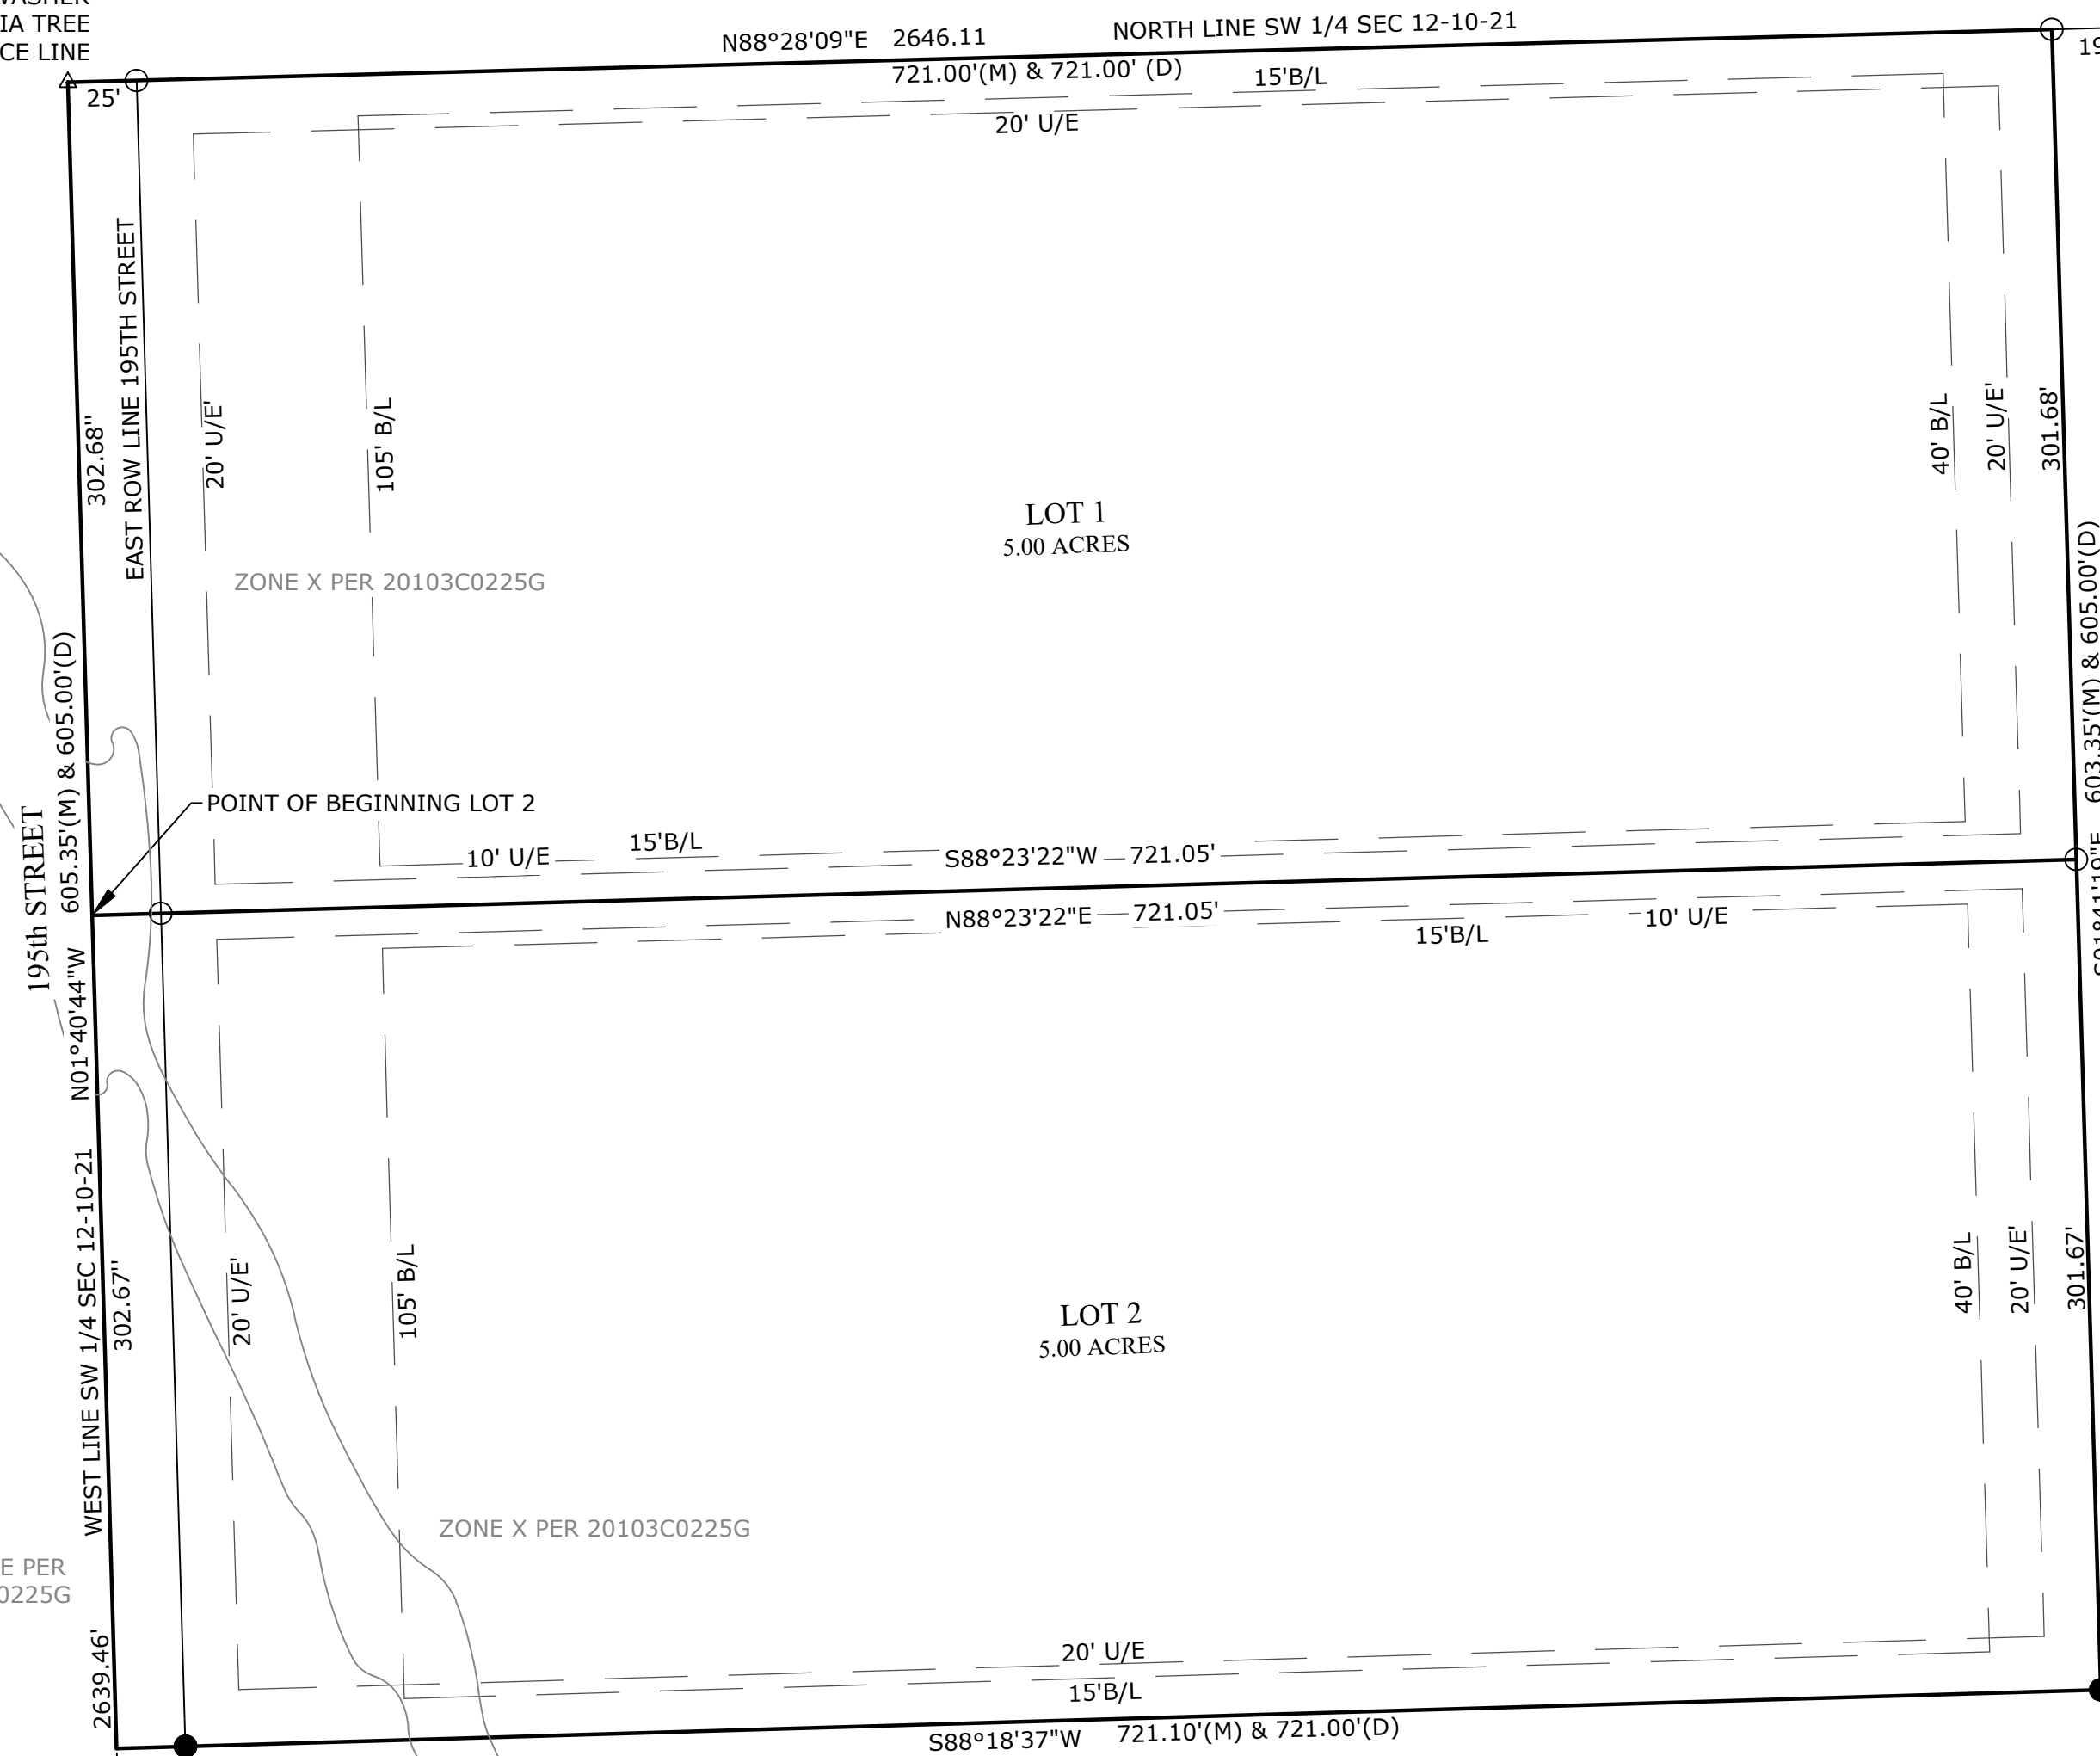 WASHER
IA TREE
CE LINE
N88°28'09"E 2646.11 NORTH LINE SW 1/4 SEC 12-10-21
19
25'
721.00'(M) & 721.00' (D)
15'B/L
20' U/E
EAST ROW LINE 195TH STREET
302.68"
20' U/E'
105' B/L
40' B/L
20' U/E'
301.68'
LOT 1
5.00 ACRES
ZONE X PER 20103C0225G
605.35'(M) & 605.00'(D)
603.35'(M) & 605.00'(D)
POINT OF BEGINNING LOT 2
195th STREET
10' U/E
15'B/L
S88°23'22"W 721.05'
N88°23'22"E 721.05'
15'B/L
10' U/E
N01°40'44"W
S01°41'19"E
WEST LINE SW 1/4 SEC 12-10-21
302.67"
20' U/E'
105' B/L
40' B/L
20' U/E'
301.67'
LOT 2
5.00 ACRES
ZONE X PER 20103C0225G
E PER
0225G
2639.46'
20' U/E
15'B/L
S88°18'37"W 721.10'(M) & 721.00'(D)